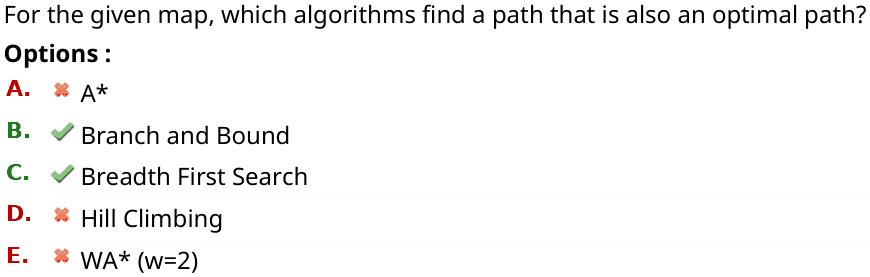 For the given map, which algorithms find a path that is also an optimal path?
Options :
A. A*
B. Branch and Bound
C. Breadth First Search
D. Hill Climbing
E. WA* (w=2)